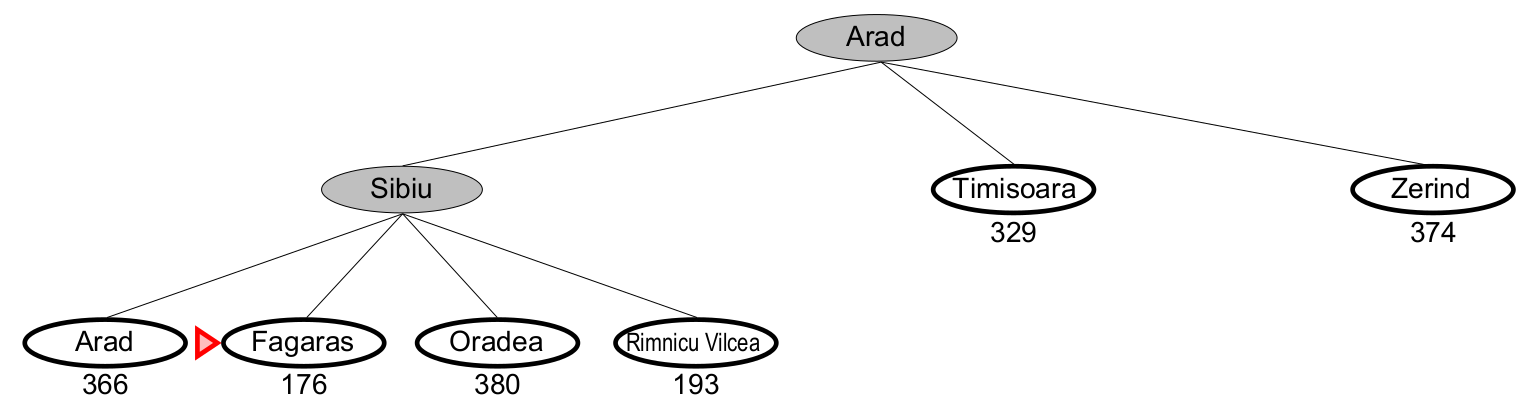 Arad
Sibiu
Timisoara
Zerind
329
374
Arad
Fagaras
Oradea
Rimnicu Vilcea
366
176
380
193